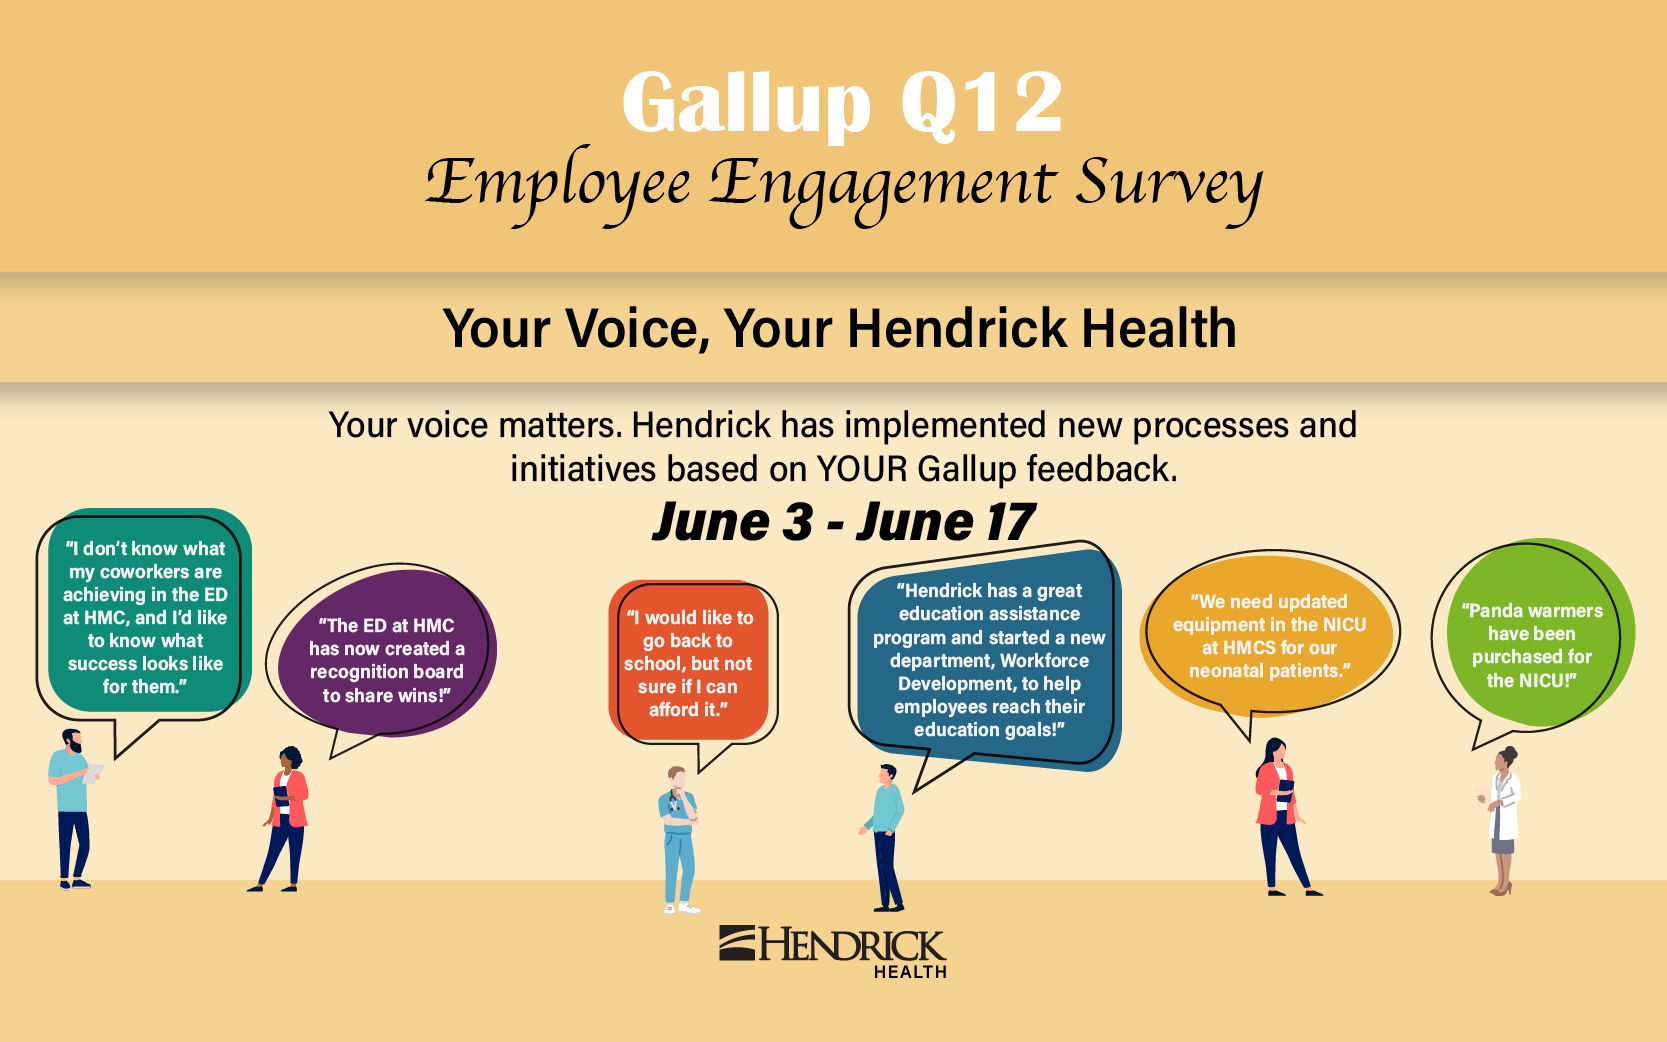 Gallup Q12
Employee Engagement Survey
Your Voice, Your Hendrick Health
Your voice matters. Hendrick has implemented new processes and
initiatives based on YOUR Gallup feedback.
June 3 - June 17
“I don’t know what
my coworkers are
achieving in the ED
at HMC, and I’d like
to know what
success looks like
for them.”
“The ED at HMC
has now created a
recognition board
to share wins!”
“I would like to
go back to
school, but not
sure if I can
afford it.”
“Hendrick has a great
education assistance
program and started a new
department, Workforce
Development, to help
employees reach their
education goals!”
“We need updated
equipment in the NICU
at HMCS for our
neonatal patients.”
“Panda warmers
have been
purchased for
the NICU!”
HENDRICK
HEALTH